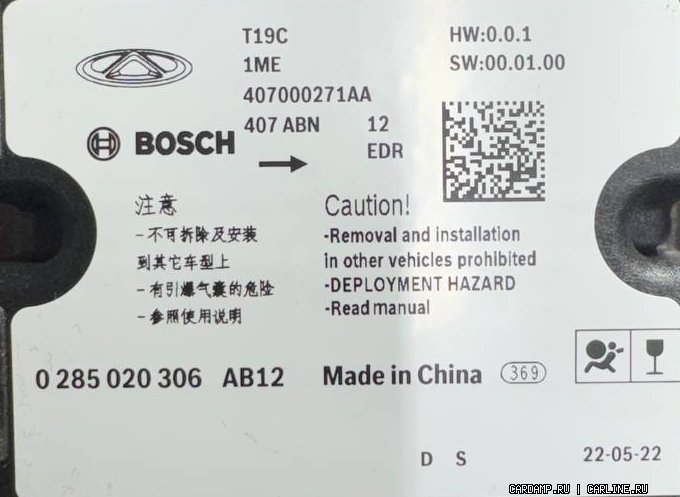 T19C
HW:0.0.1
1ME
SW:00.01.00
407000271AA
407 ABN 12
EDR
BOSCH
注意
-不可拆除及安装
到其它车型上
-有引爆气囊的危险
-参照使用说明
Caution!
-Removal and installation
in other vehicles prohibited
-DEPLOYMENT HAZARD
-Read manual
0 285 020 306 AB12
Made in China 369
D S
22-05-22
CARDAMP.RU | CARLINE.RU